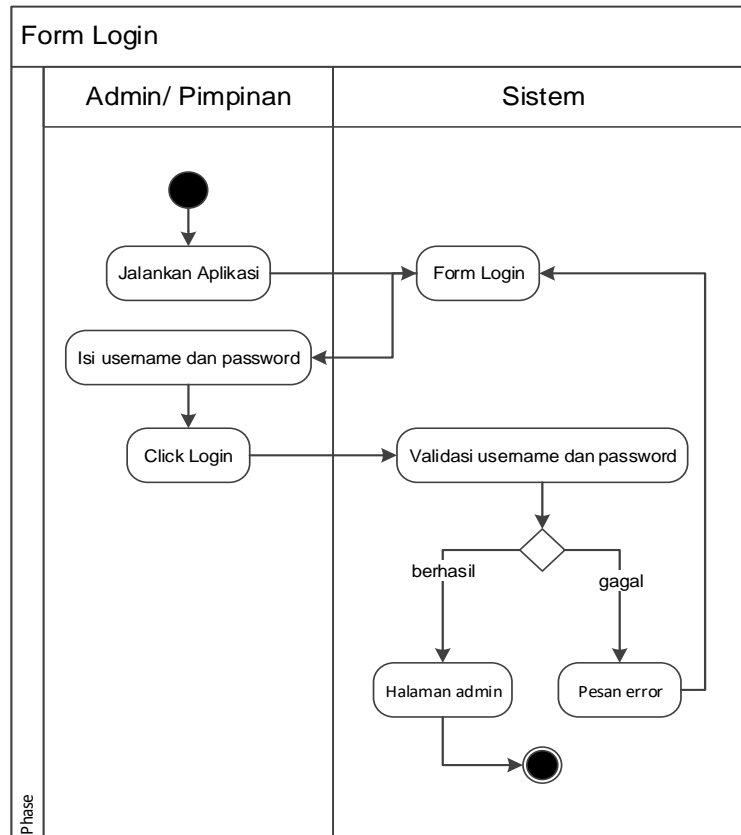 Form Login
Admin/ Pimpinan
Sistem
Jalankan Aplikasi
Form Login
Isi username dan password
Click Login
Validasi username dan password
berhasil
gagal
Halaman admin
Pesan error
Phase